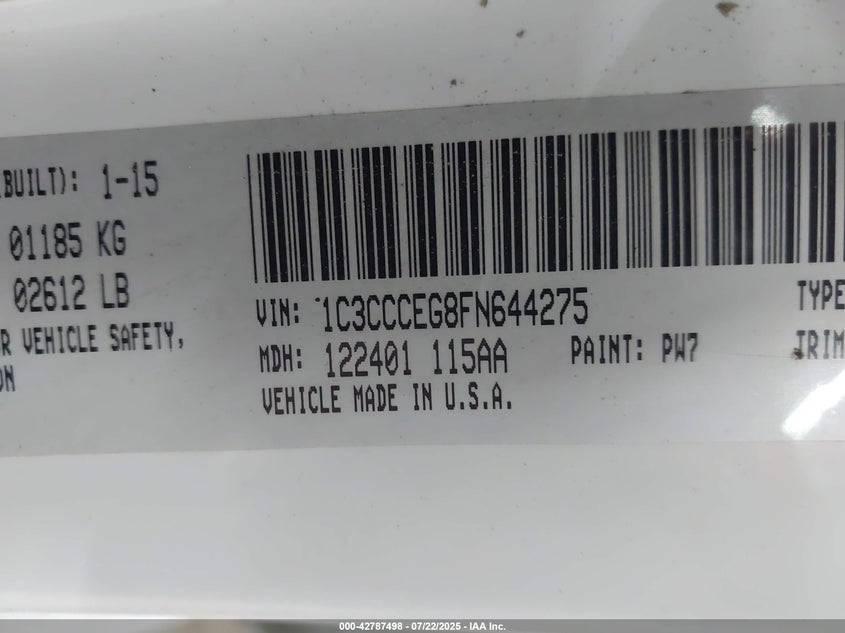 (BUILT): 1-15
01185 KG
02612 LB
R VEHICLE SAFETY,
ON
VIN: 1C3CCCEG8FN644275
TYPE
MDH: 122401 115AA
PAINT: PW7
TRIM
VEHICLE MADE IN U.S.A.
000-42787498 - 07/22/2025 - IAA Inc.